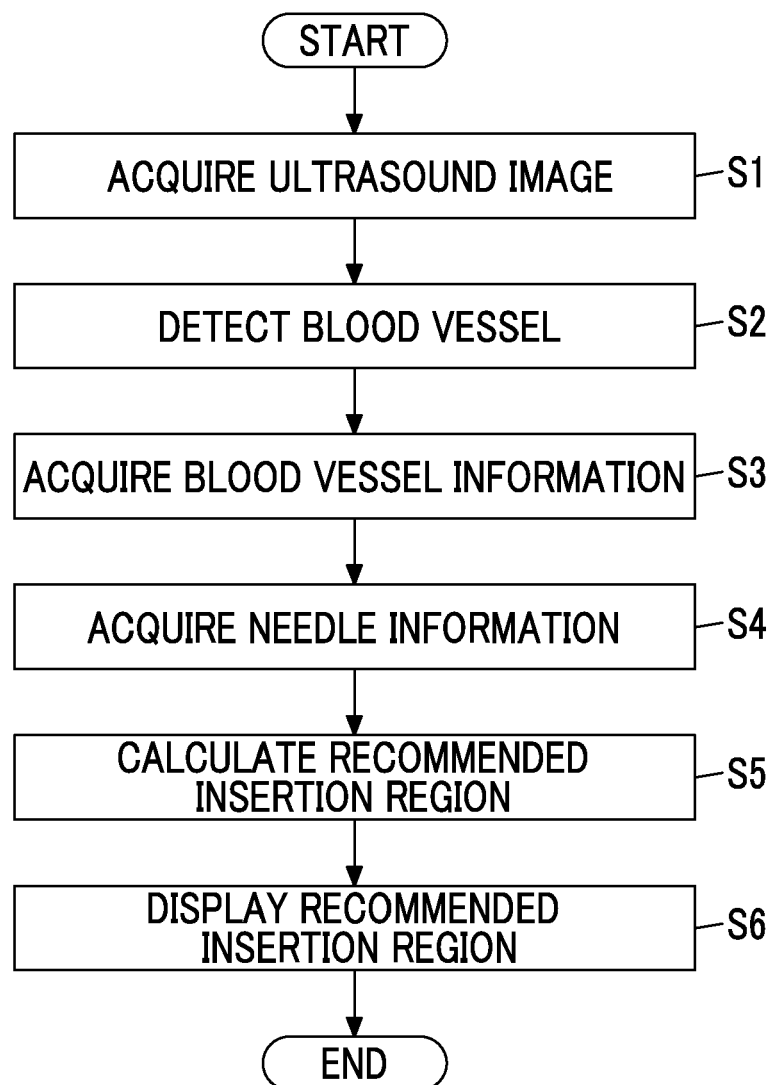 START
ACQUIRE ULTRASOUND IMAGE
S1
DETECT BLOOD VESSEL
S2
ACQUIRE BLOOD VESSEL INFORMATION
S3
ACQUIRE NEEDLE INFORMATION
S4
CALCULATE RECOMMENDED
INSERTION REGION
S5
DISPLAY RECOMMENDED
INSERTION REGION
S6
END